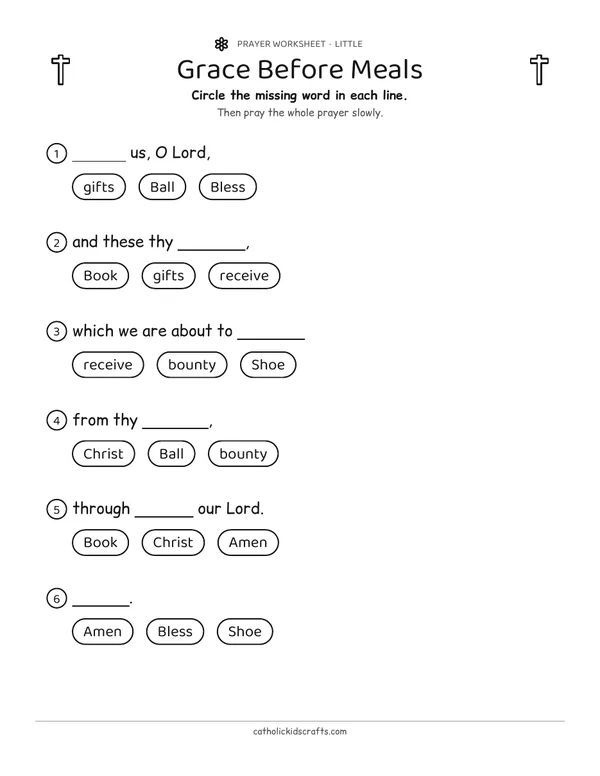 PRAYER WORKSHEET · LITTLE
Grace Before Meals
Circle the missing word in each line.
Then pray the whole prayer slowly.
1 ______ us, O Lord,
gifts Ball Bless
2 and these thy ________,
Book gifts receive
3 which we are about to ________
receive bounty Shoe
4 from thy ________,
Christ Ball bounty
5 through _______ our Lord.
Book Christ Amen
6 _______.
Amen Bless Shoe
catholickidscrafts.com